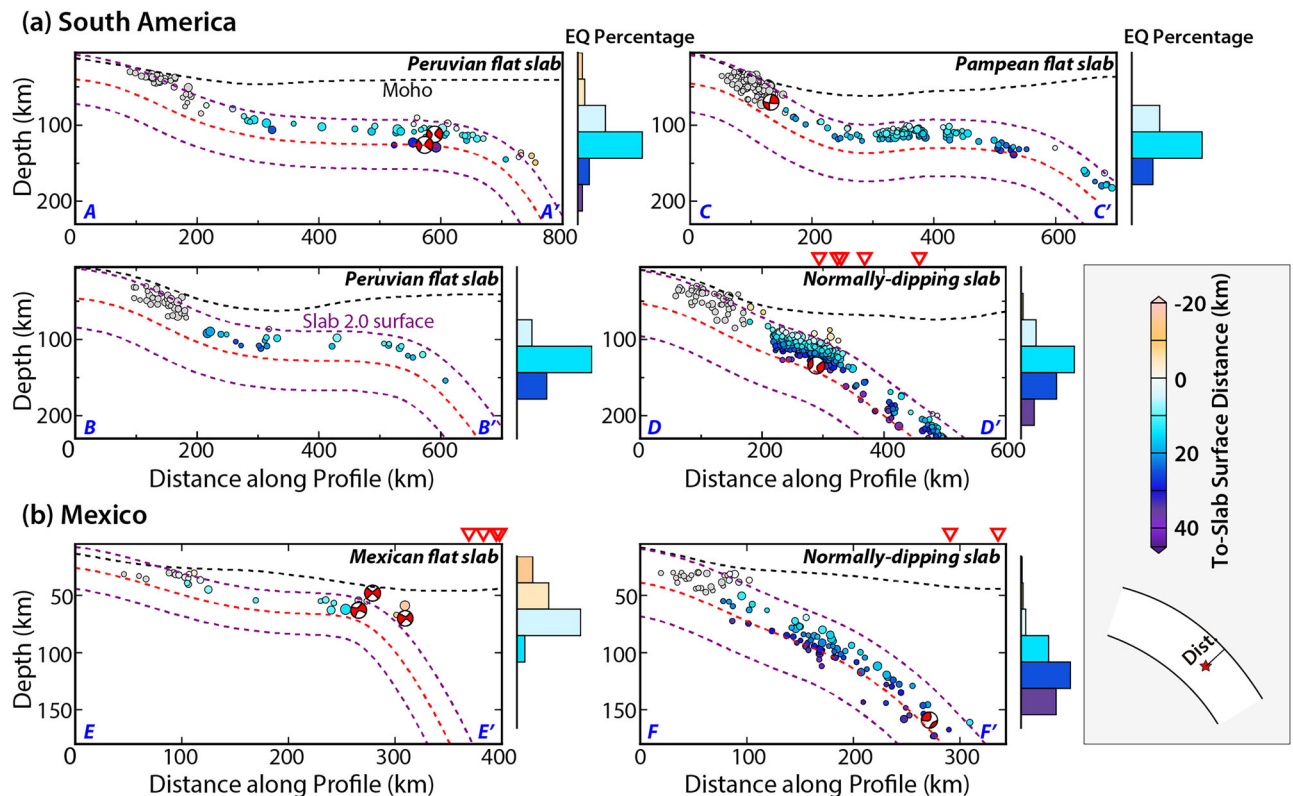 (a) South America
EQ Percentage
EQ Percentage
Peruvian flat slab
Pampean flat slab
Moho
Depth (km)
100
200
100
200
A
A′
C
C′
0
200
400
600
800
0
200
400
600
Peruvian flat slab
Normally-dipping slab
Slab 2.0 surface
Depth (km)
100
200
100
200
B
B′
D
D′
0
200
400
600
0
100
200
300
400
500
600
Distance along Profile (km)
Distance along Profile (km)
-20
0
20
40
To-Slab Surface Distance (km)
Dist.
(b) Mexico
Mexican flat slab
Normally-dipping slab
Depth (km)
50
100
150
50
100
150
E
E′
F
F′
0
100
200
300
400
0
100
200
300
Distance along Profile (km)
Distance along Profile (km)